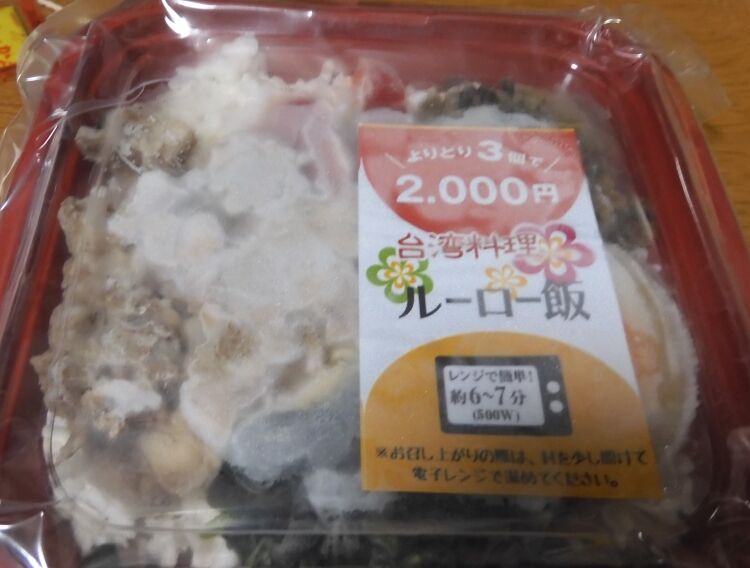 よりどり3個で
2.000円
台湾料理
ルーロー飯
レンジで簡単!
約6~7分
(500W)
※お召し上がりの際は、封を少し開けて
電子レンジで温めてください。